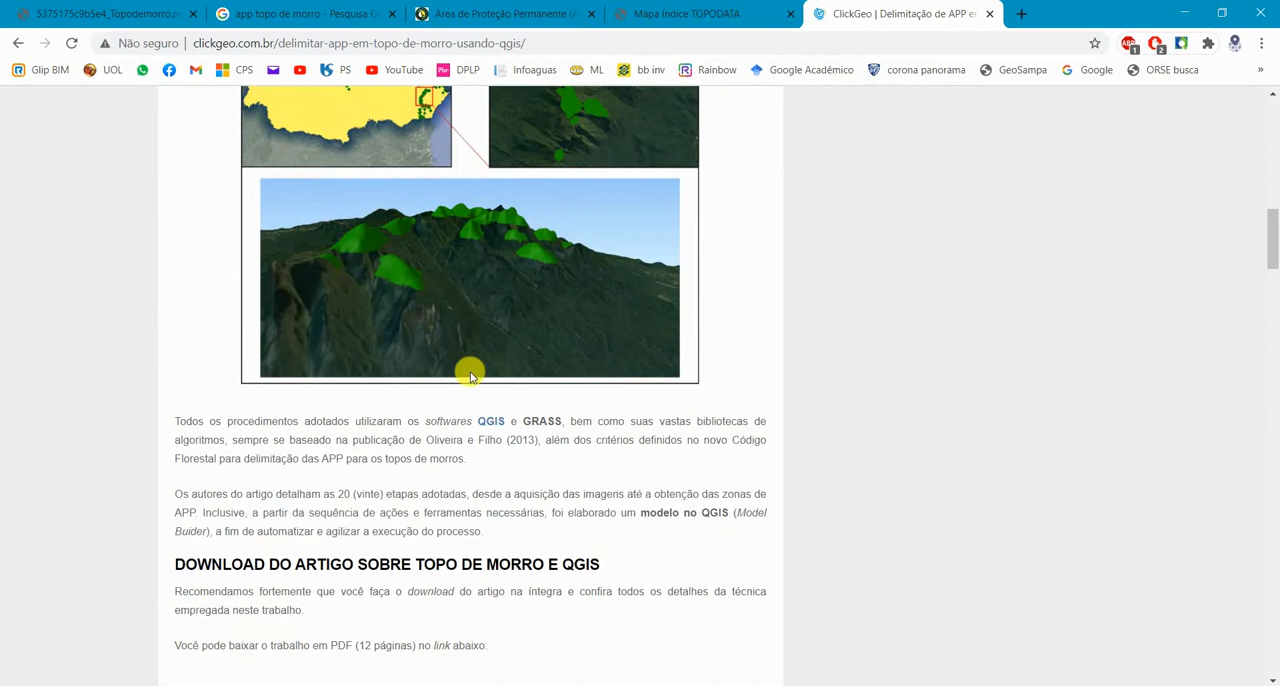 5375175c9b5e4_Topodemorro.p
app topo de morro - Pesquisa G
Área de Proteção Permanente (A
Mapa índice TOPODATA
ClickGeo | Delimitação de APP e
Não seguro | clickgeo.com.br/delimitar-app-em-topo-de-morro-usando-qgis/
Glip BIM UOL CPS PS YouTube DPLP Infoaguas ML bb inv Rainbow Google Acadêmico corona panorama GeoSampa Google ORSE busca »
Todos os procedimentos adotados utilizaram os softwares QGIS e GRASS, bem como suas vastas bibliotecas de
algoritmos, sempre se baseado na publicação de Oliveira e Filho (2013), além dos critérios definidos no novo Código
Florestal para delimitação das APP para os topos de morros.
Os autores do artigo detalham as 20 (vinte) etapas adotadas, desde a aquisição das imagens até a obtenção das zonas de
APP. Inclusive, a partir da sequência de ações e ferramentas necessárias, foi elaborado um modelo no QGIS (Model
Buider), a fim de automatizar e agilizar a execução do processo.
DOWNLOAD DO ARTIGO SOBRE TOPO DE MORRO E QGIS
Recomendamos fortemente que você faça o download do artigo na íntegra e confira todos os detalhes da técnica
empregada neste trabalho.
Você pode baixar o trabalho em PDF (12 páginas) no link abaixo: